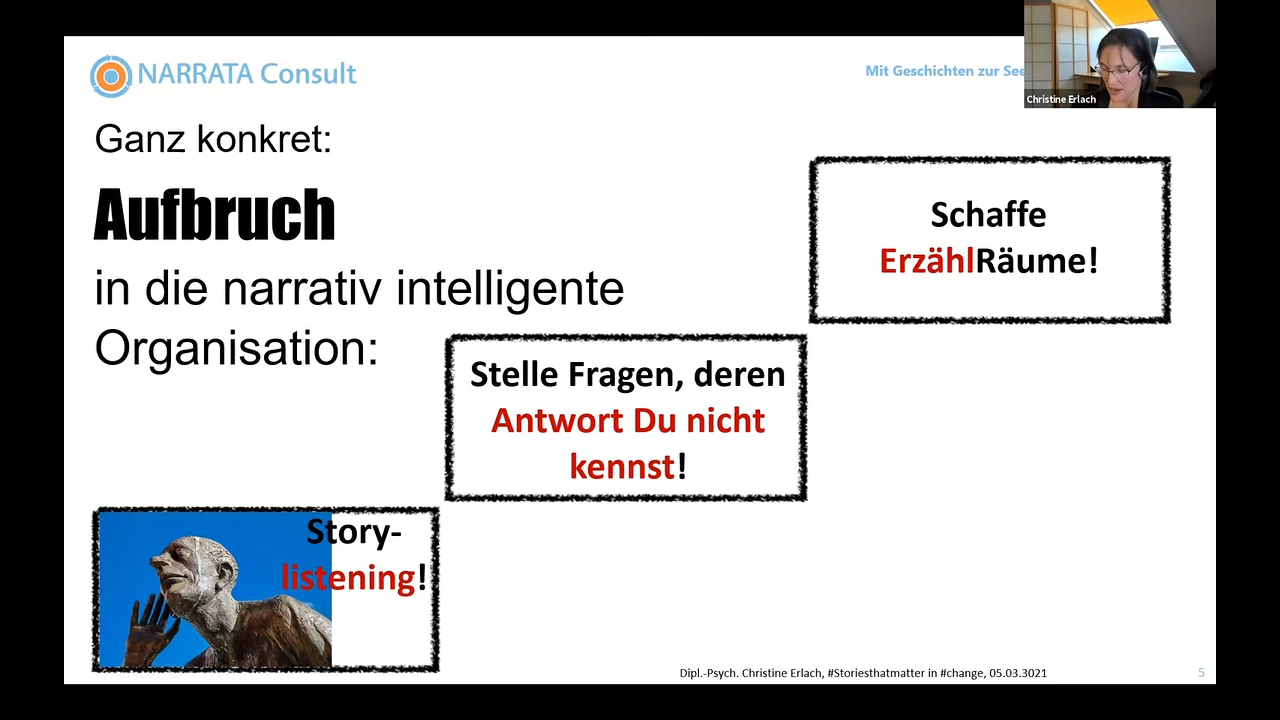 NARRATA Consult
Mit Geschichten zur
Christine Erlach
Ganz konkret:
Aufbruch
in die narrativ intelligente
Organisation:
Schaffe
ErzählRäume!
Stelle Fragen, deren
Antwort Du nicht
kennst!
Story-
listening!
Dipl.-Psych. Christine Erlach, #Storiesthatmatter in #change, 05.03.3021
5